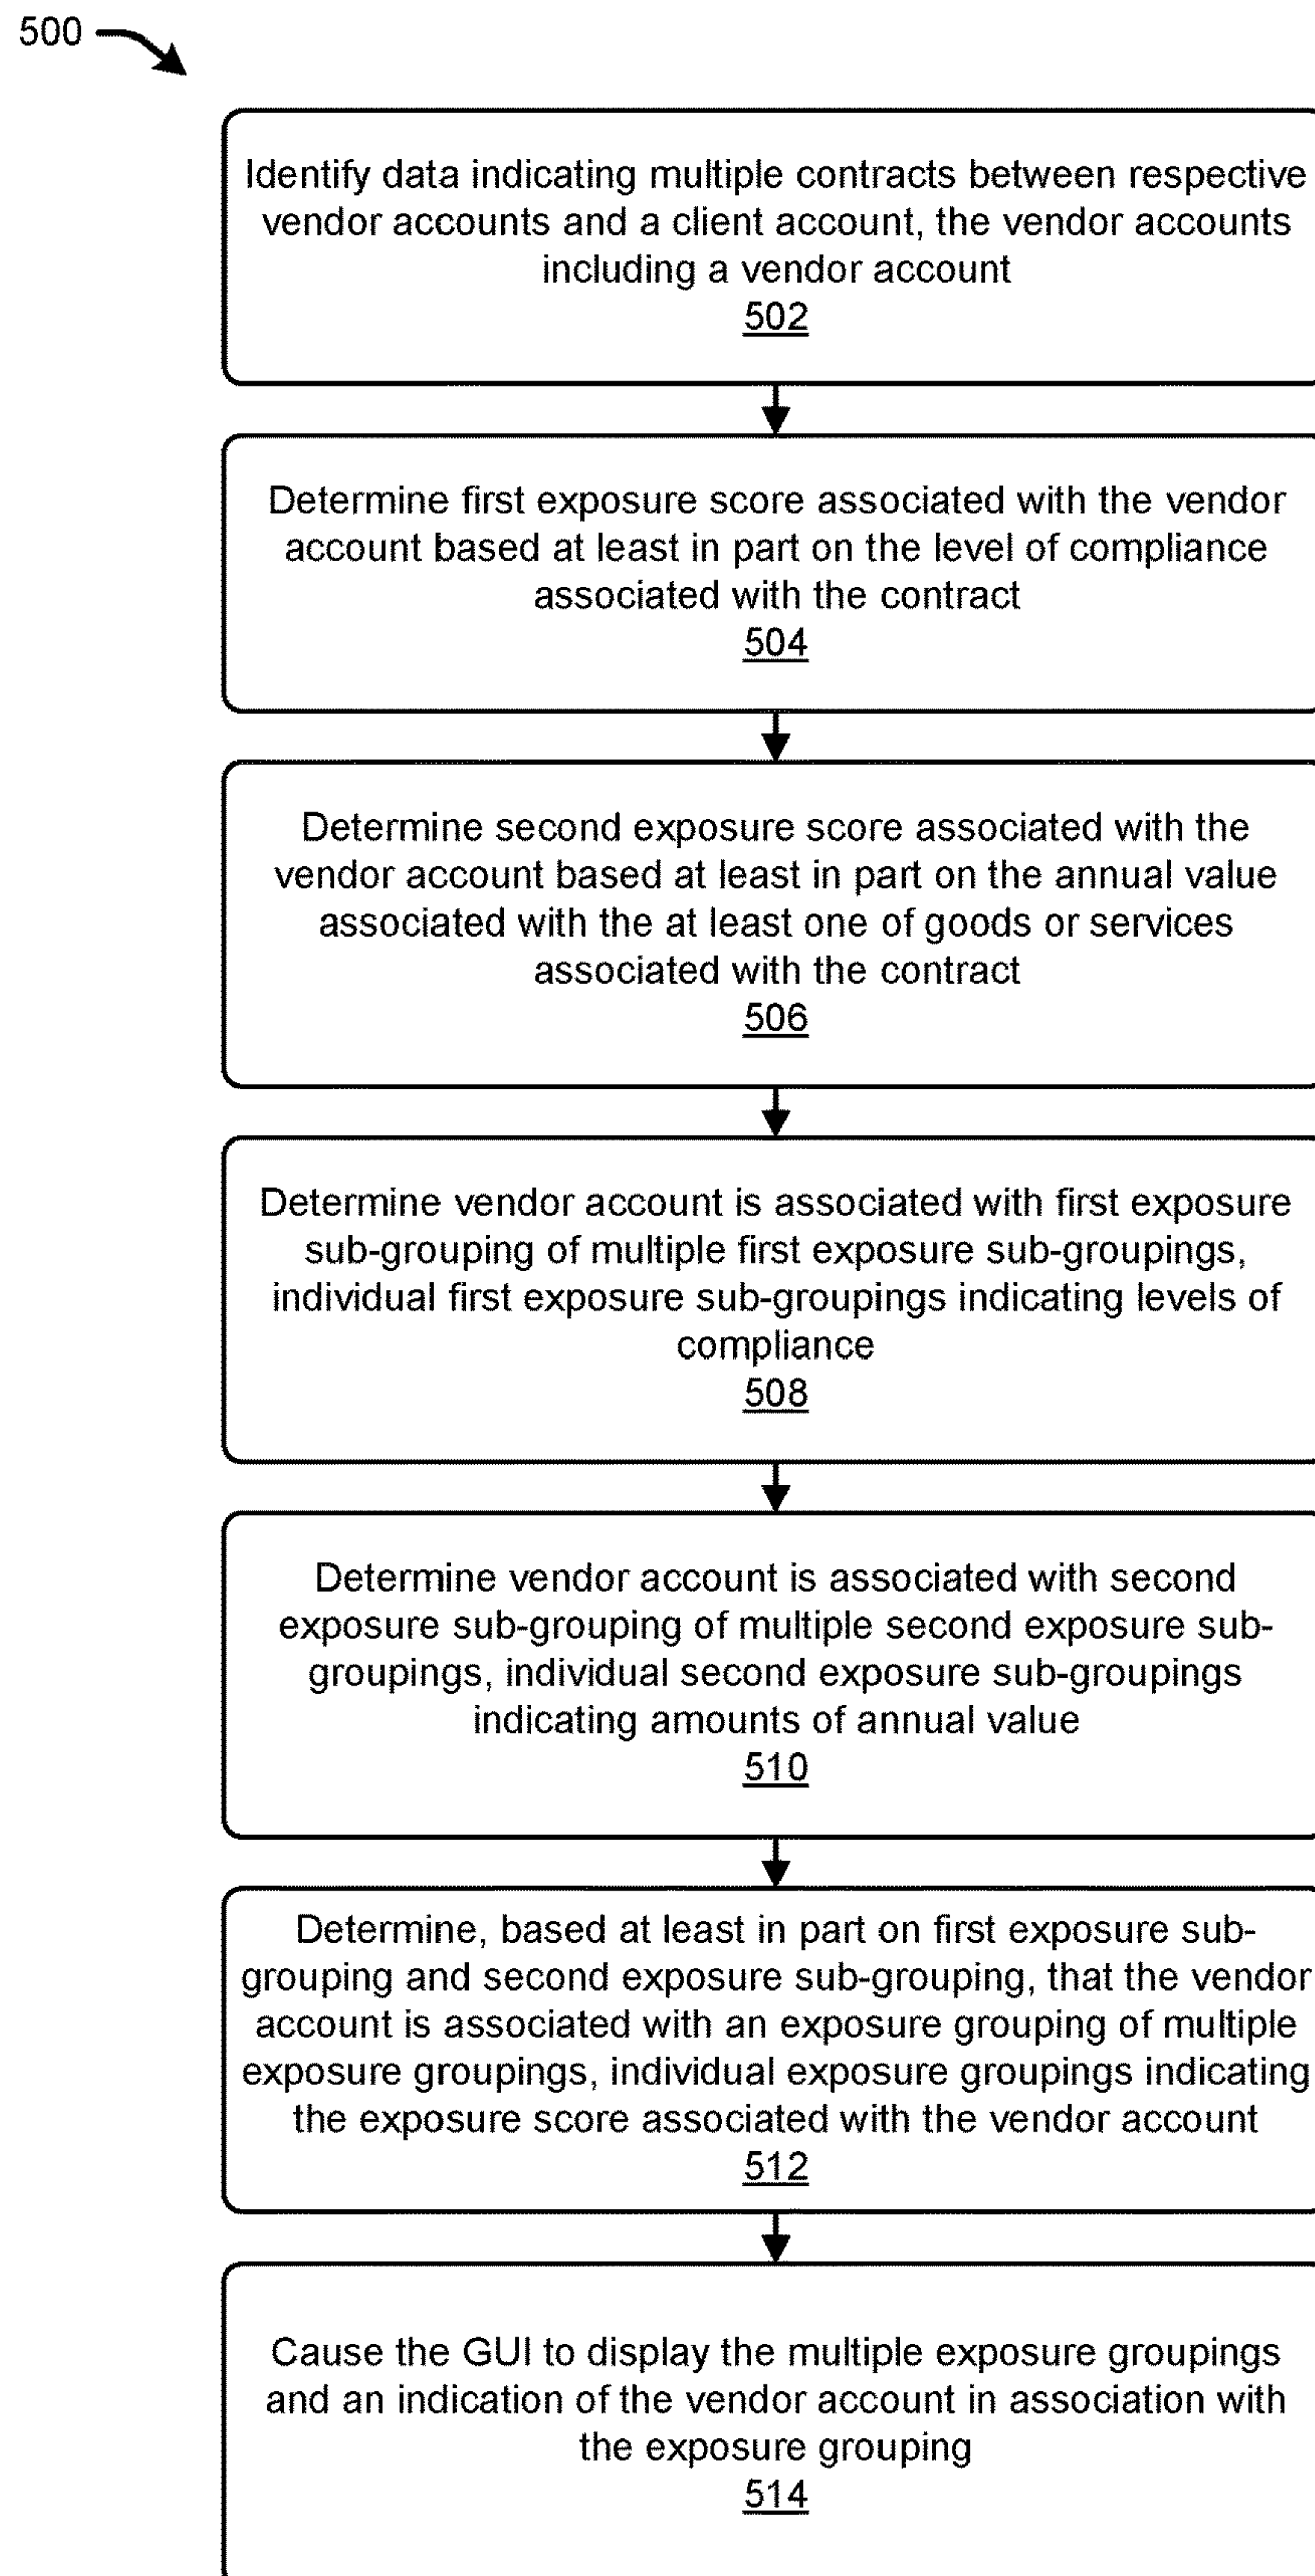 500
Identify data indicating multiple contracts between respective
vendor accounts and a client account, the vendor accounts
including a vendor account
502
Determine first exposure score associated with the vendor
account based at least in part on the level of compliance
associated with the contract
504
Determine second exposure score associated with the
vendor account based at least in part on the annual value
associated with the at least one of goods or services
associated with the contract
506
Determine vendor account is associated with first exposure
sub-grouping of multiple first exposure sub-groupings,
individual first exposure sub-groupings indicating levels of
compliance
508
Determine vendor account is associated with second
exposure sub-grouping of multiple second exposure sub-
groupings, individual second exposure sub-groupings
indicating amounts of annual value
510
Determine, based at least in part on first exposure sub-
grouping and second exposure sub-grouping, that the vendor
account is associated with an exposure grouping of multiple
exposure groupings, individual exposure groupings indicating
the exposure score associated with the vendor account
512
Cause the GUI to display the multiple exposure groupings
and an indication of the vendor account in association with
the exposure grouping
514